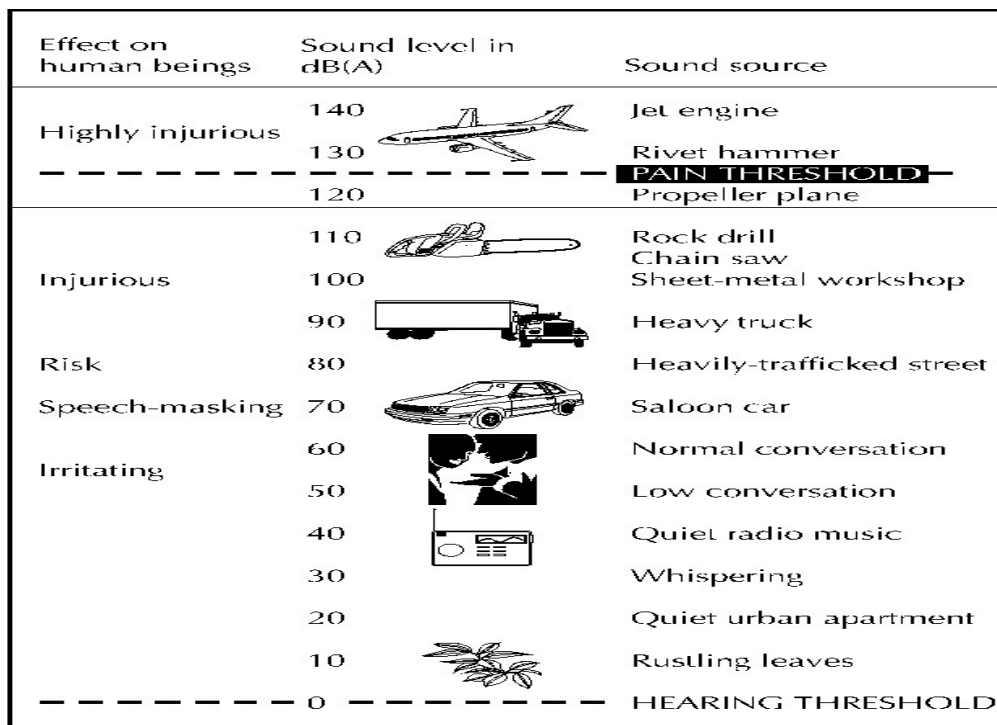 Effect on human beings Sound level in dB(A) Sound source
140 Jet engine
Highly injurious
130 Rivet hammer
PAIN THRESHOLD
120 Propeller plane
110 Rock drill
Chain saw
Injurious 100 Sheet-metal workshop
90 Heavy truck
Risk 80 Heavily-trafficked street
Speech-masking 70 Saloon car
60 Normal conversation
Irritating
50 Low conversation
40 Quiet radio music
30 Whispering
20 Quiet urban apartment
10 Rustling leaves
0 HEARING THRESHOLD